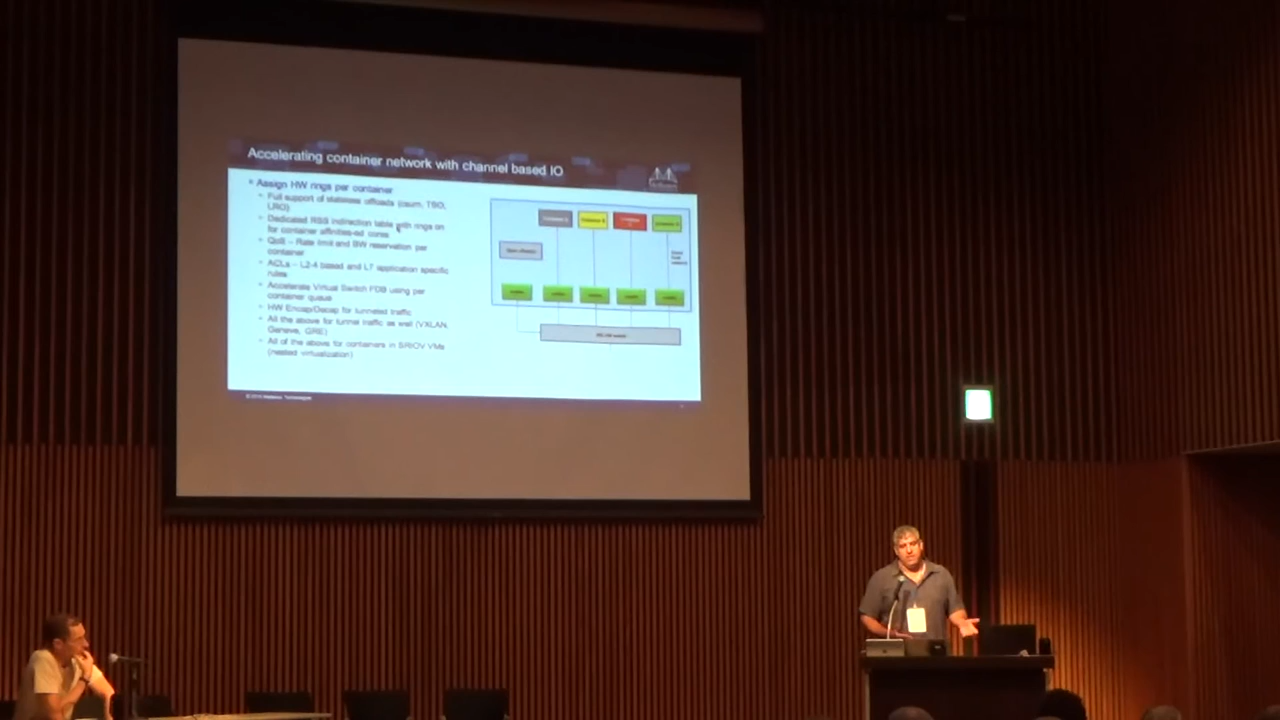 Accelerating container network with channel based IO
Mellanox
Assign HW rings per container
Full support of stateless offloads (csum, TSO,
LRO)
Dedicated RSS indirection table with rings on
for container affinities-ed cores
QoS – Rate limit and BW reservation per
container
ACLs – L2-4 based and L7 application specific
rules
Accelerate Virtual Switch FDB using per
container queue
HW Encap/Decap for tunneled traffic
All the above for tunnel traffic as well (VXLAN,
Geneve, GRE)
All of the above for containers in SRIOV VMs
(nested virtualization)
Mellanox Technologies